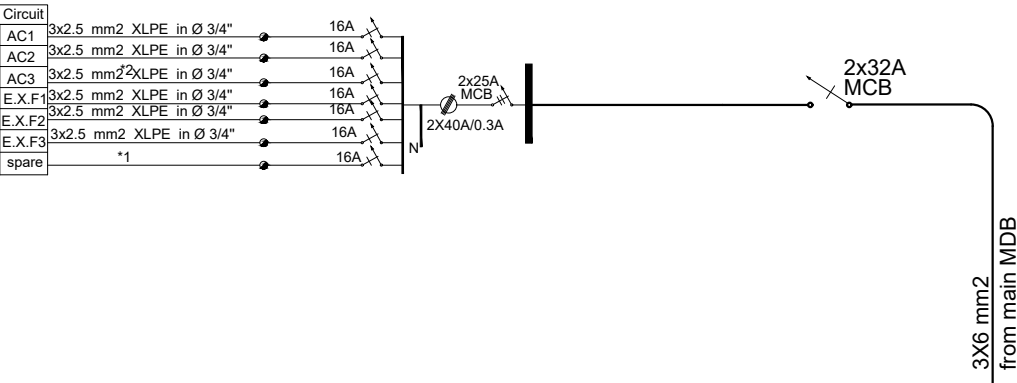 Circuit
AC1 3x2.5 mm2 XLPE in Ø 3/4" 16A
AC2 3x2.5 mm2 XLPE in Ø 3/4" 16A
AC3 3x2.5 mm2 *2 XLPE in Ø 3/4" 16A
E.X.F1 3x2.5 mm2 XLPE in Ø 3/4" 16A
E.X.F2 3x2.5 mm2 XLPE in Ø 3/4" 16A
E.X.F3 3x2.5 mm2 XLPE in Ø 3/4" 16A
spare *1 16A
N
2X40A/0.3A
2x25A
MCB
2x32A
MCB
3X6 mm2
from main MDB